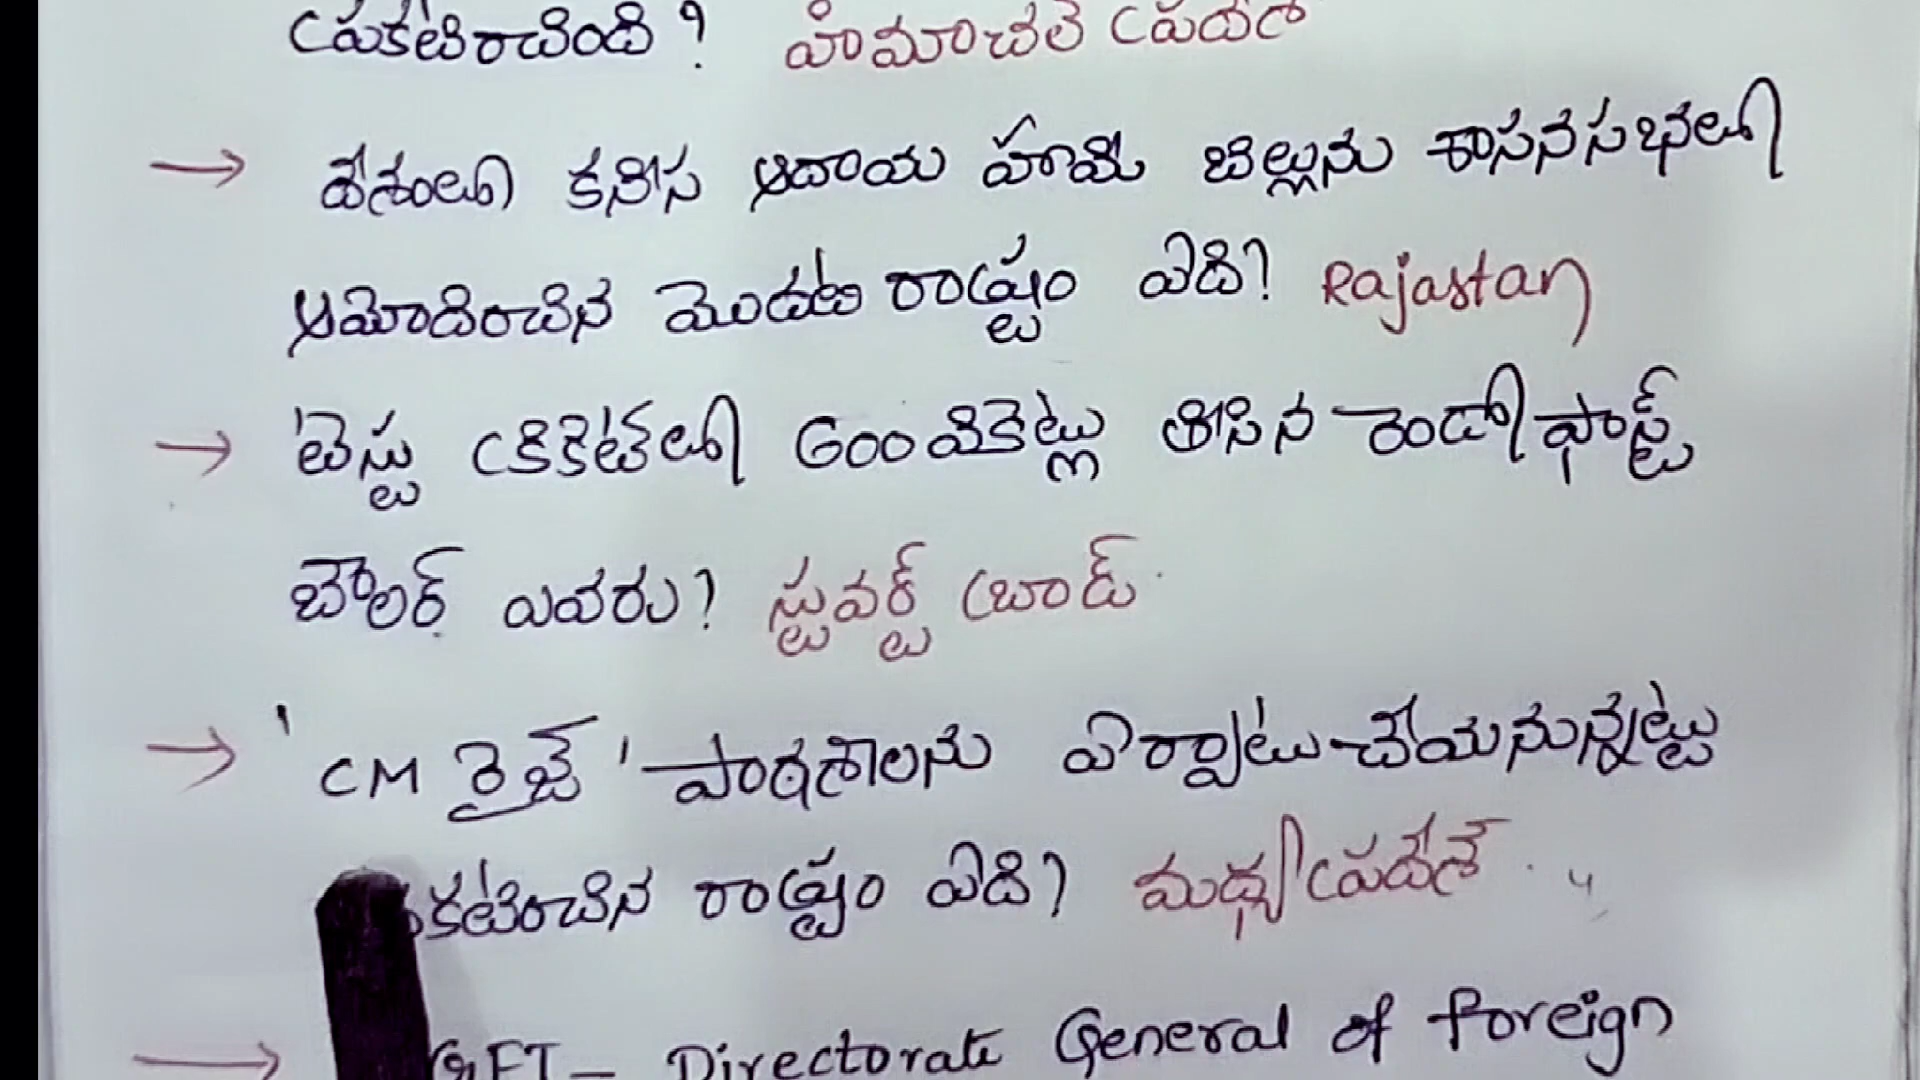 ప్రకటించింది? హిమాచల్ ప్రదేశ్
→ దేశంలో కనీస ఆదాయ హామీ బిల్లును శాసనసభలో
ఆమోదించిన మొదట రాష్ట్రం ఏది? Rajastan
→ టెస్టు క్రికెట్‌లో 600 వికెట్లు తీసిన రెండో ఫాస్ట్
బౌలర్ ఎవరు? స్టువర్ట్ బ్రాడ్.
→ 'CM రైజ్' పాఠశాలను ఏర్పాటు చేయనున్నట్టు
కటించిన రాష్ట్రం ఏది? మధ్యప్రదేశ్.
→ GFT - Directorate General of foreign